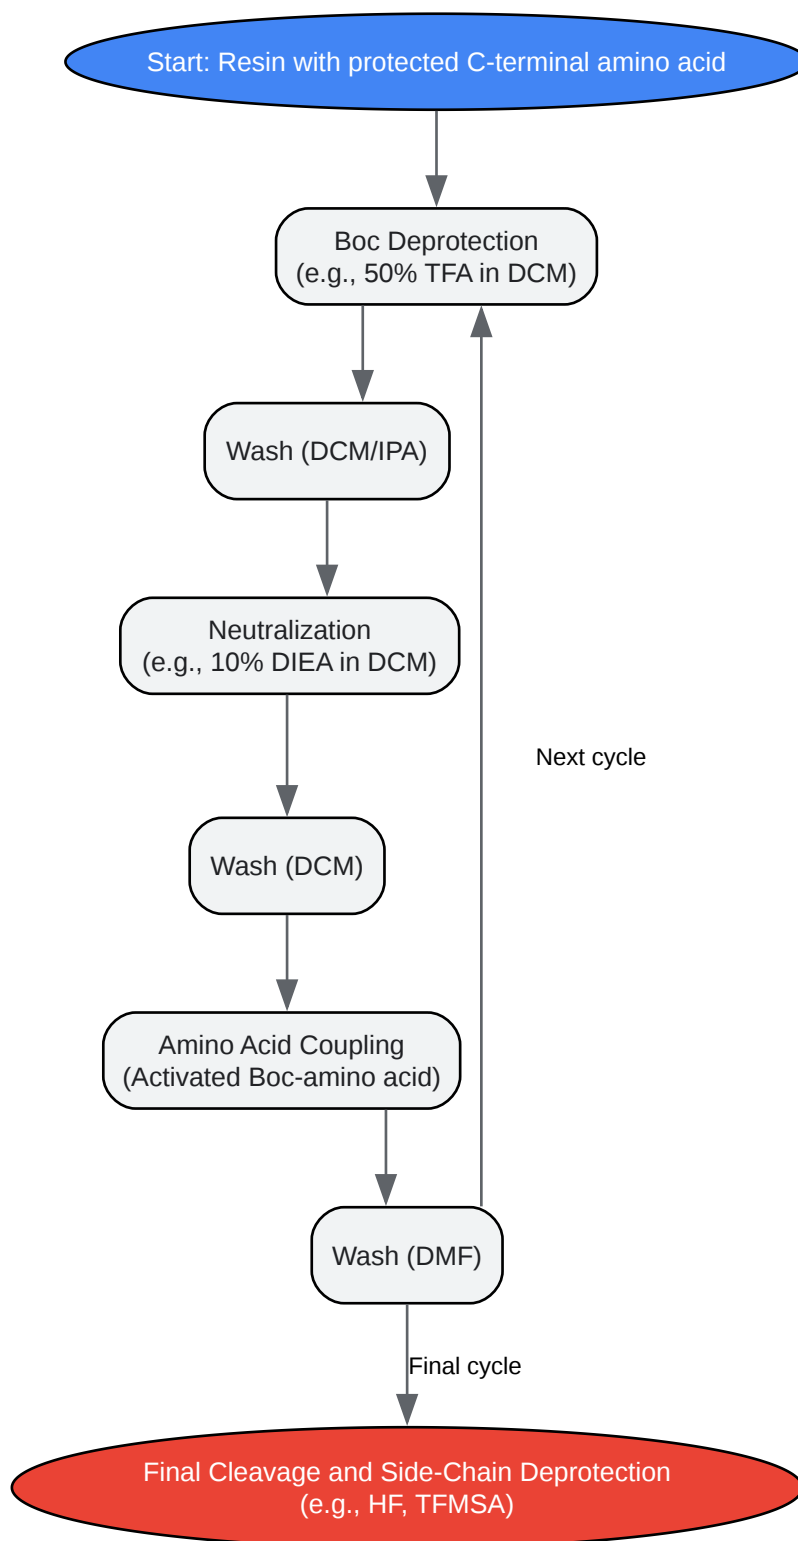 Start: Resin with protected C-terminal amino acid
Boc Deprotection
(e.g., 50% TFA in DCM)
Wash (DCM/IPA)
Neutralization
(e.g., 10% DIEA in DCM)
Next cycle
Wash (DCM)
Amino Acid Coupling
(Activated Boc-amino acid)
Wash (DMF)
Final cycle
Final Cleavage and Side-Chain Deprotection
(e.g., HF, TFMSA)